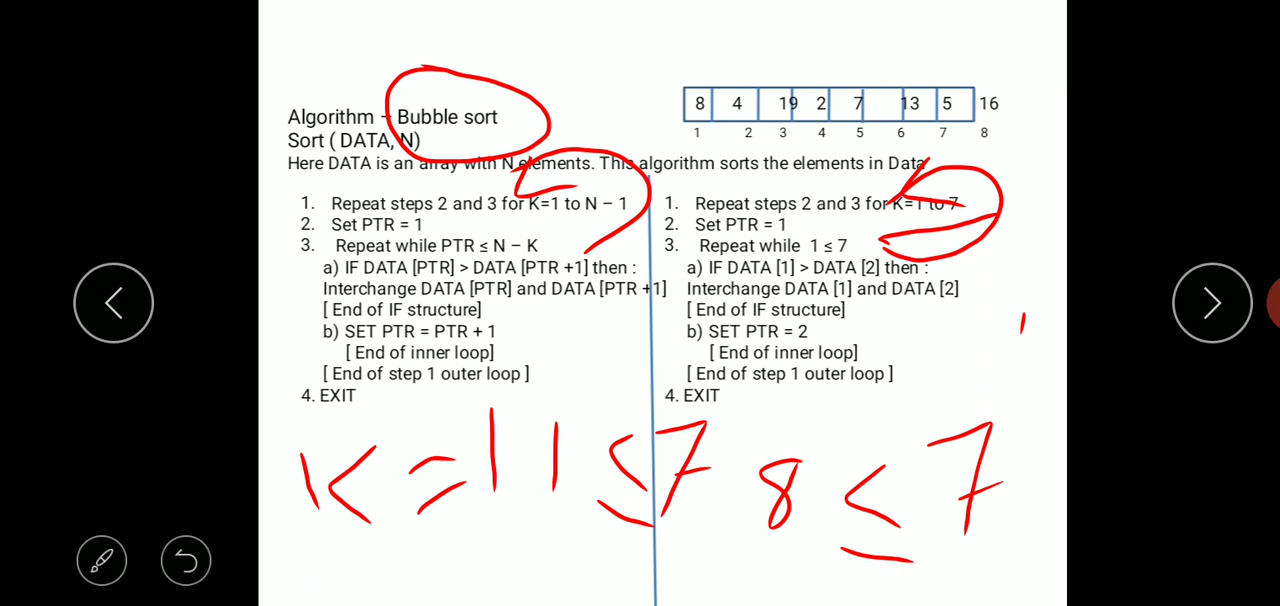 8 4 19 2 7 13 5 16
1 2 3 4 5 6 7 8
Algorithm – Bubble sort
Sort ( DATA, N)
Here DATA is an array with N elements. This algorithm sorts the elements in Data
1. Repeat steps 2 and 3 for K=1 to N – 1
2. Set PTR = 1
3. Repeat while PTR ≤ N – K
a) IF DATA [PTR] > DATA [PTR +1] then :
Interchange DATA [PTR] and DATA [PTR +1]
[ End of IF structure]
b) SET PTR = PTR + 1
[ End of inner loop]
[ End of step 1 outer loop ]
4. EXIT
1. Repeat steps 2 and 3 for K=1 to 7
2. Set PTR = 1
3. Repeat while 1 ≤ 7
a) IF DATA [1] > DATA [2] then :
Interchange DATA [1] and DATA [2]
[ End of IF structure]
b) SET PTR = 2
[ End of inner loop]
[ End of step 1 outer loop ]
4. EXIT
K = 1 1 ≤ 7 8 ≤ 7